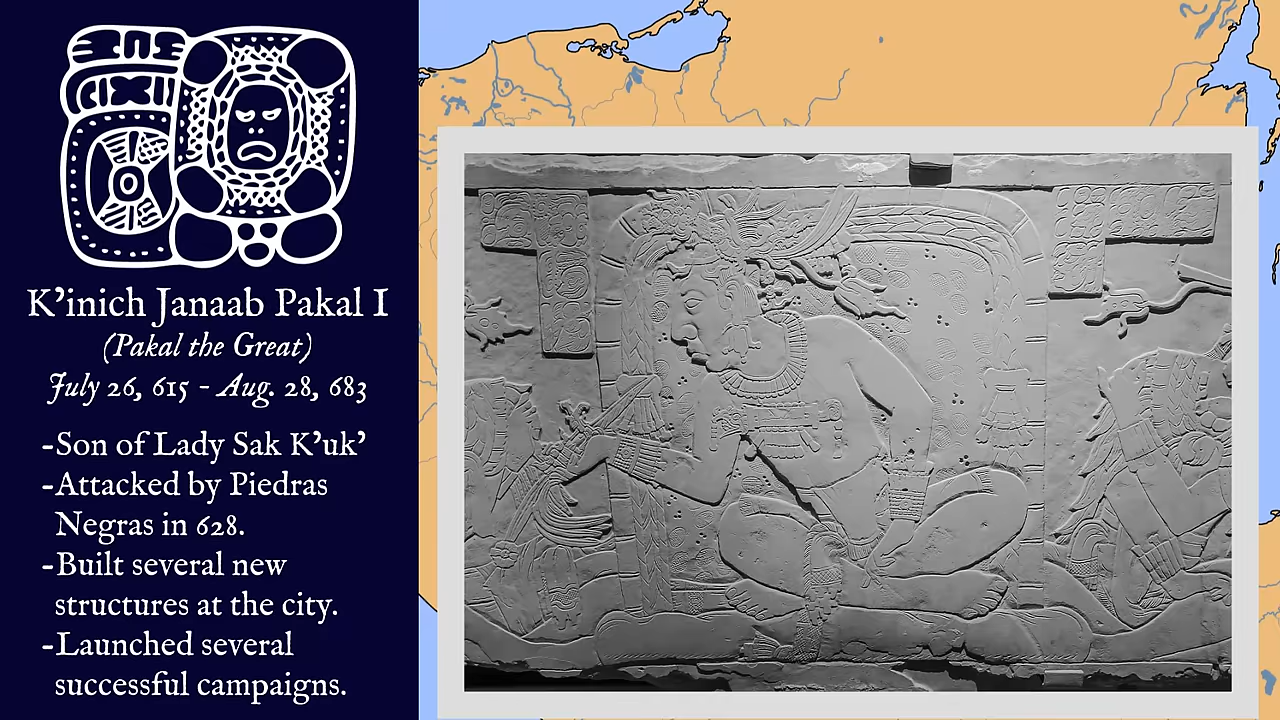 K'inich Janaab Pakal I
(Pakal the Great)
July 26, 615 - Aug. 28, 683
-Son of Lady Sak K'uk'
-Attacked by Piedras
Negras in 628.
-Built several new
structures at the city.
-Launched several
successful campaigns.